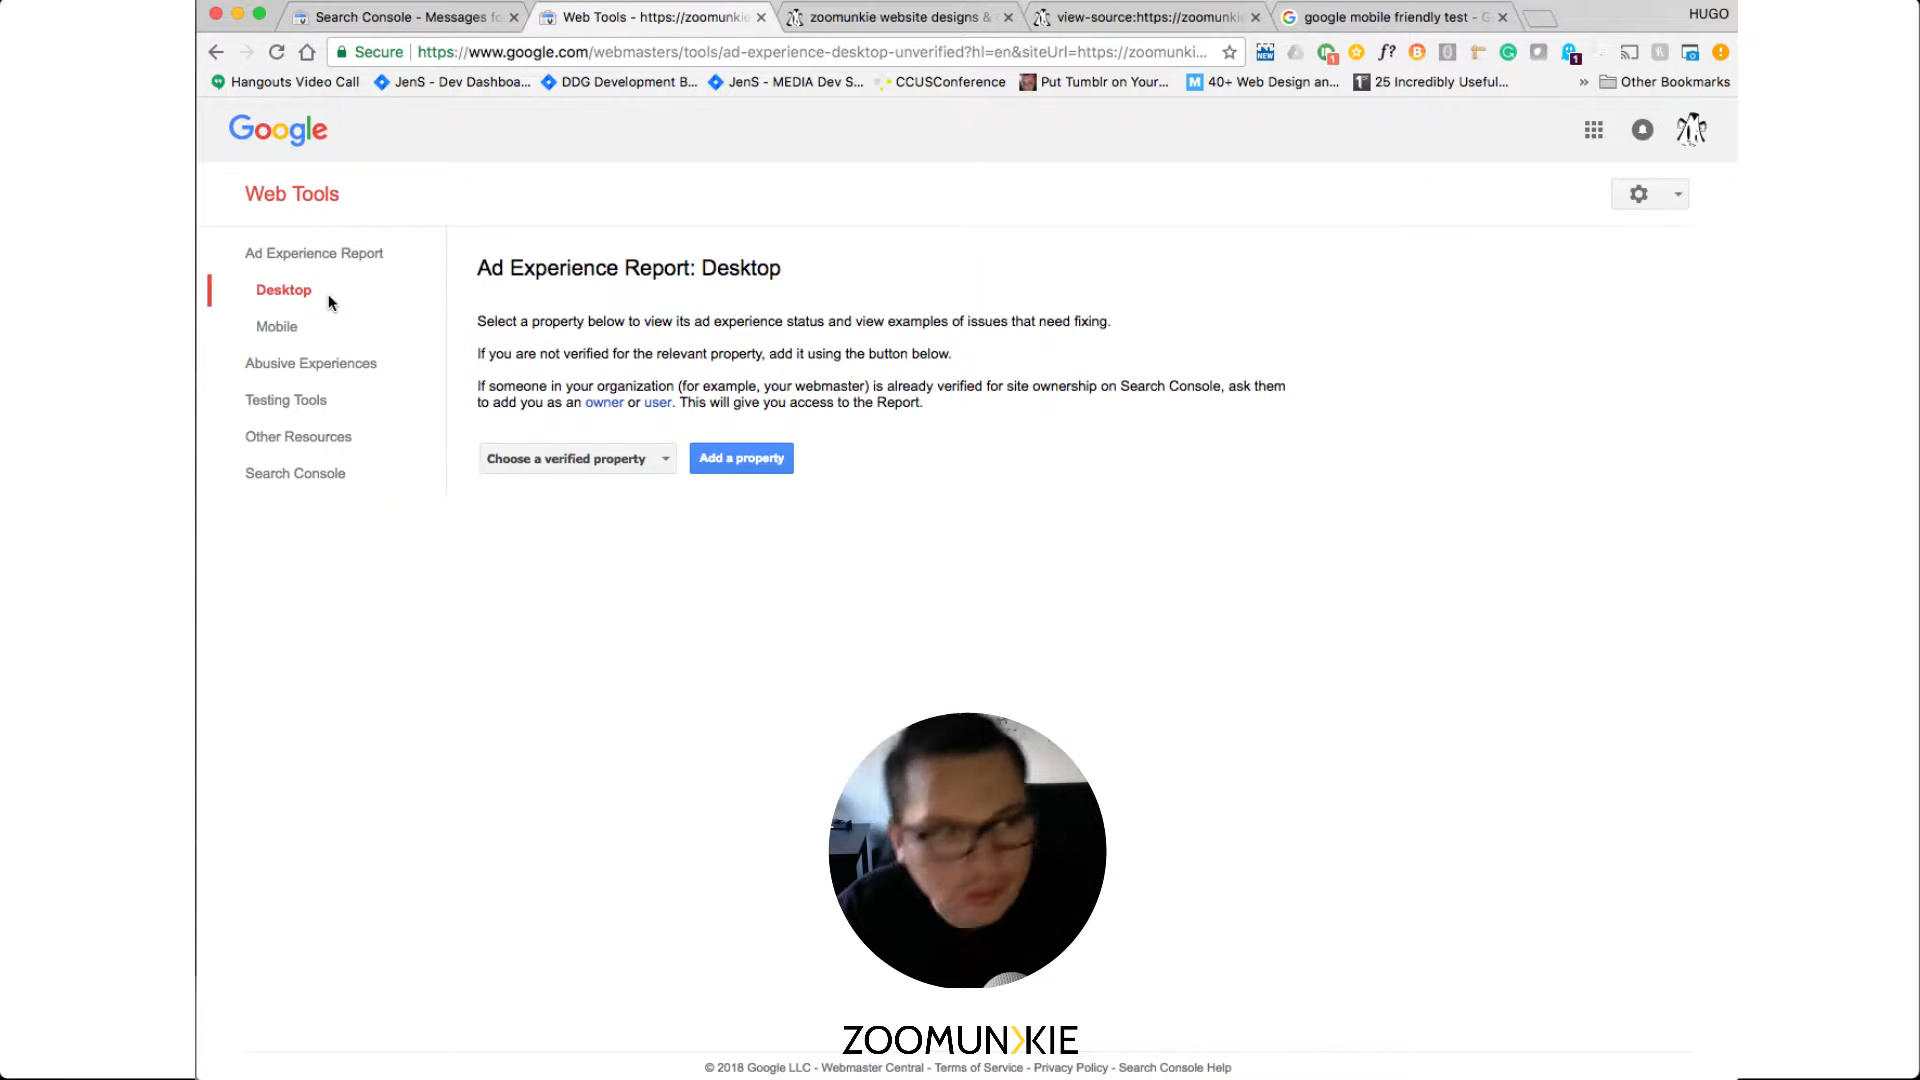 Search Console - Messages fo
Web Tools - https://zoomunkie
zoomunkie website designs &
view-source:https://zoomunki
google mobile friendly test - G
HUGO
Secure
https://www.google.com/webmasters/tools/ad-experience-desktop-unverified?hl=en&siteUrl=https://zoomunki...
NEW
1
f?
1
Hangouts Video Call
JenS - Dev Dashboa...
DDG Development B...
JenS - MEDIA Dev S...
CCUSConference
Put Tumblr on Your...
M 40+ Web Design an...
25 Incredibly Useful...
» Other Bookmarks
Google
Web Tools
Ad Experience Report
Desktop
Mobile
Abusive Experiences
Testing Tools
Other Resources
Search Console
Ad Experience Report: Desktop
Select a property below to view its ad experience status and view examples of issues that need fixing.
If you are not verified for the relevant property, add it using the button below.
If someone in your organization (for example, your webmaster) is already verified for site ownership on Search Console, ask them
to add you as an owner or user. This will give you access to the Report.
Choose a verified property
Add a property
ZOOMUNKIE
© 2018 Google LLC - Webmaster Central - Terms of Service - Privacy Policy - Search Console Help